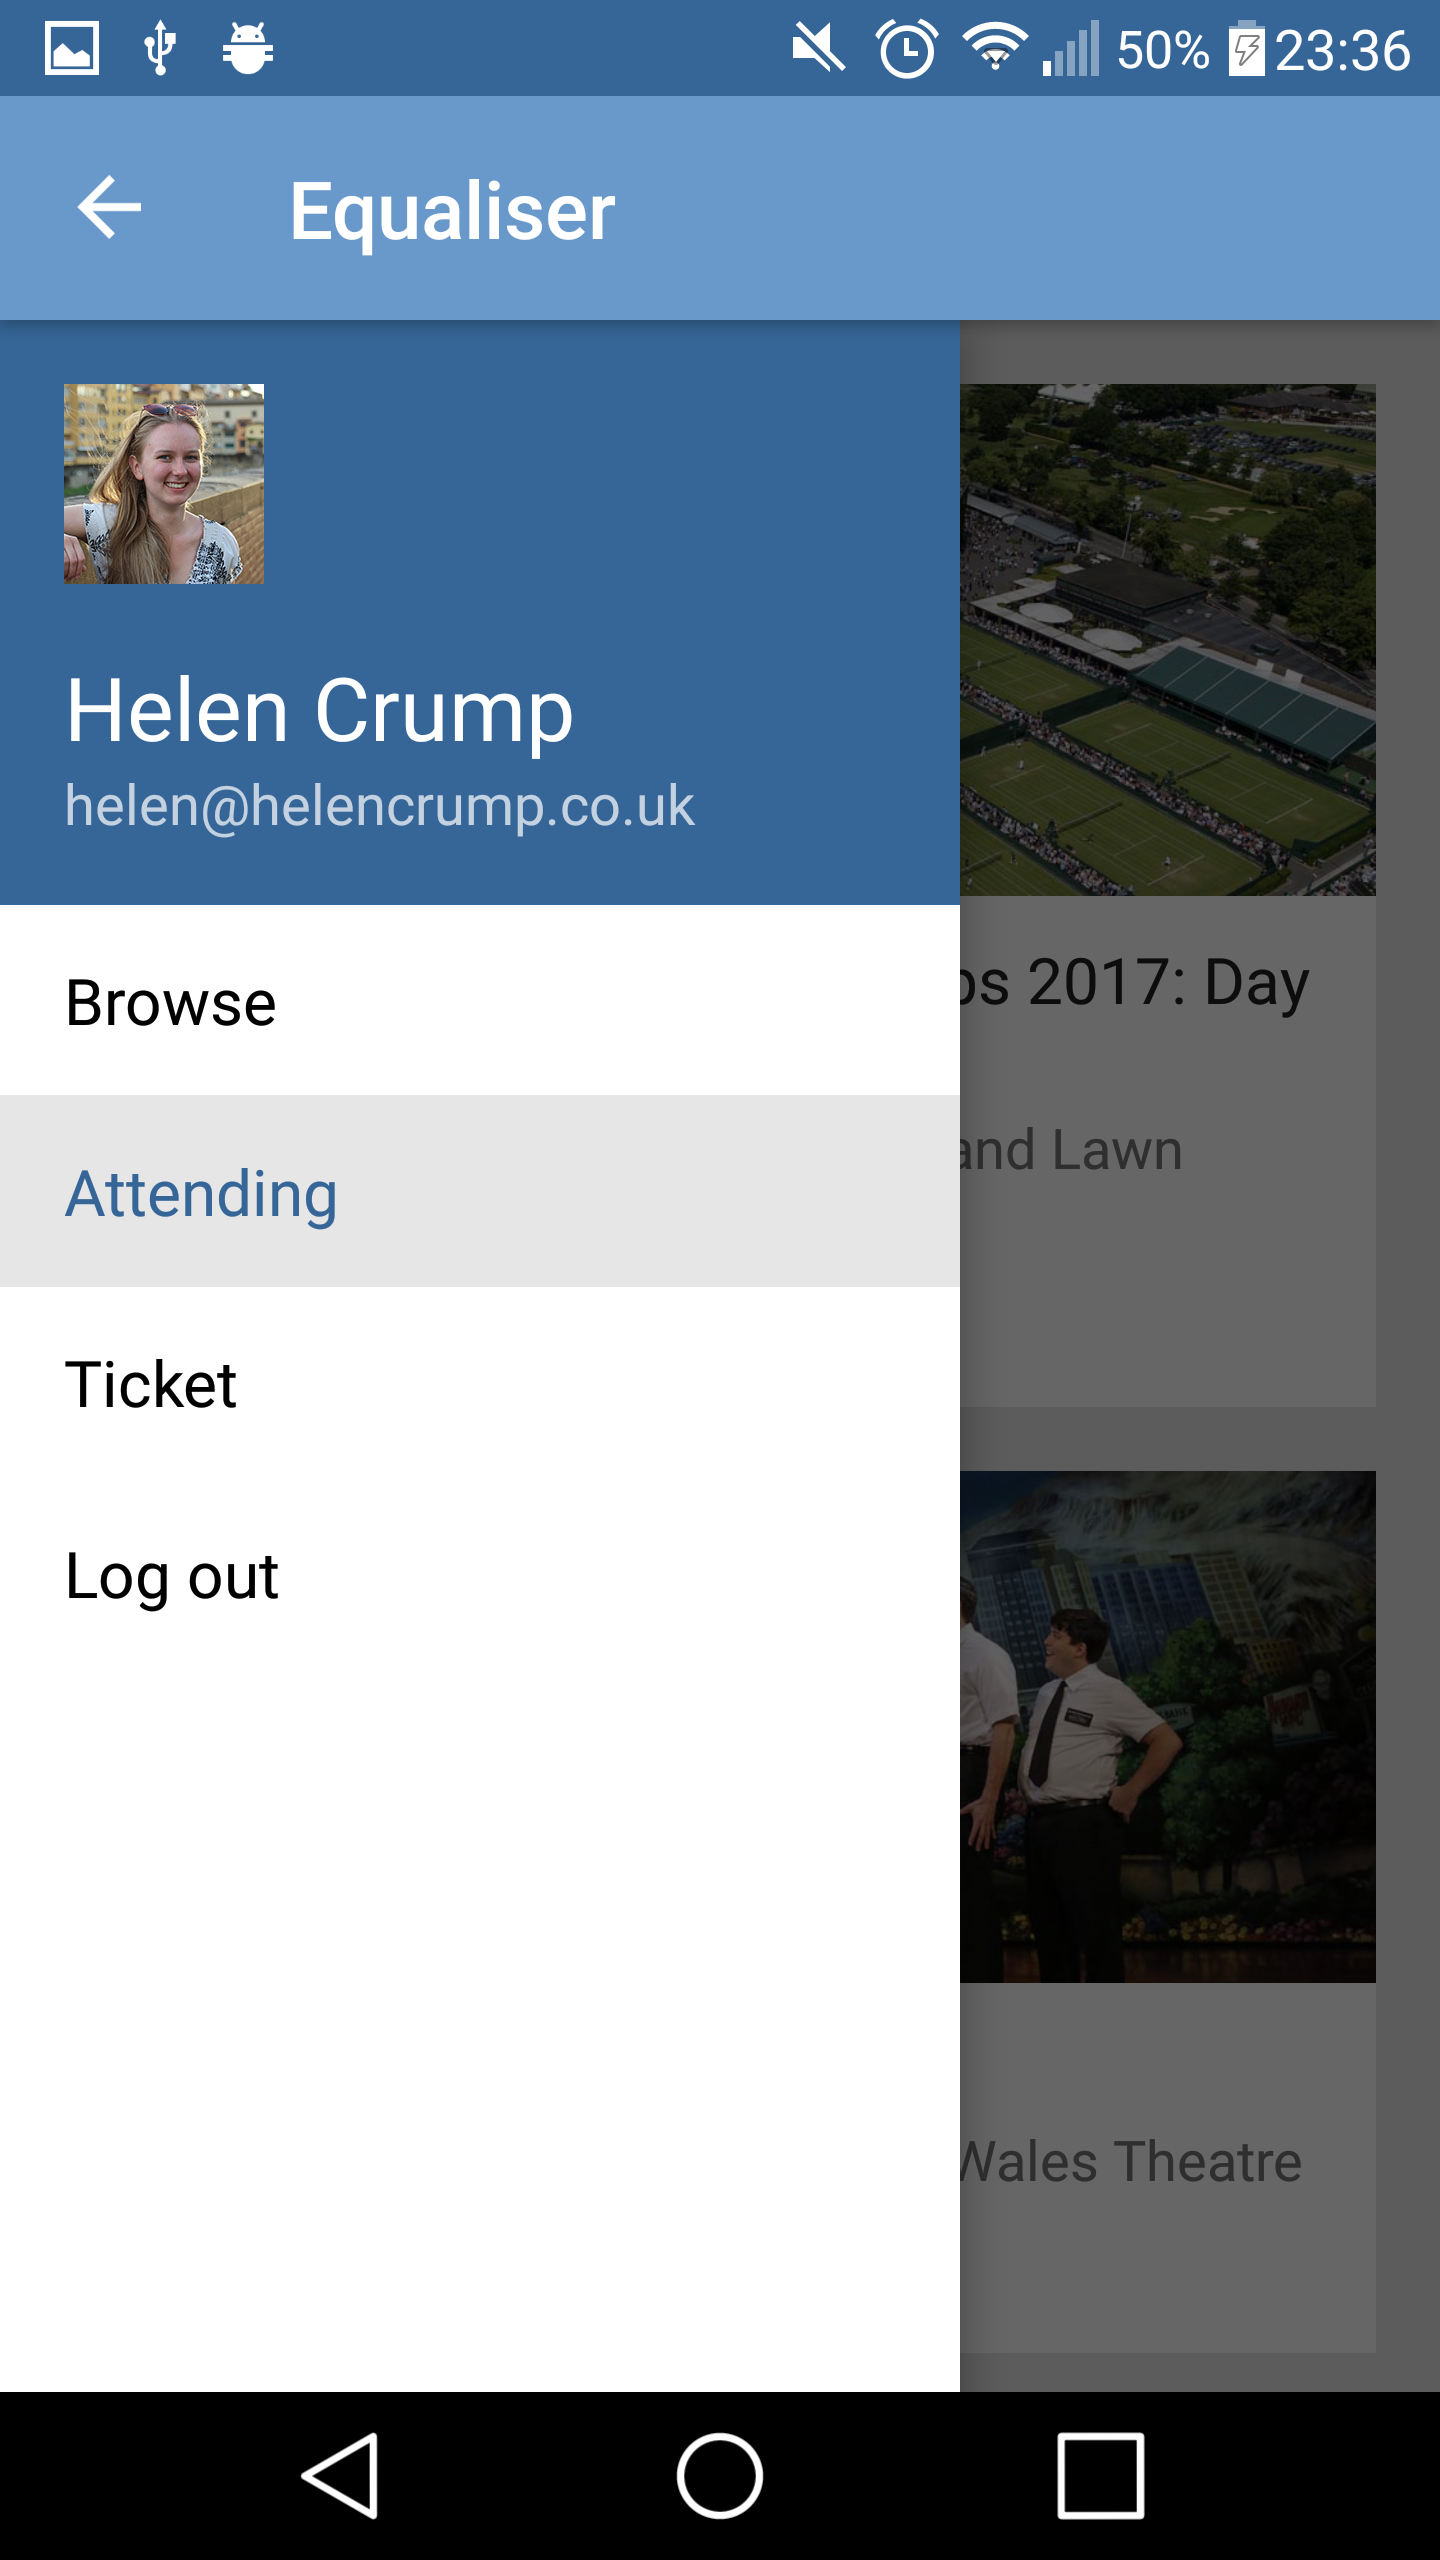 50% 23:36
Equaliser
Helen Crump
helen@helencrump.co.uk
Browse
2017: Day
Attending
and Lawn
Ticket
Log out
Wales Theatre